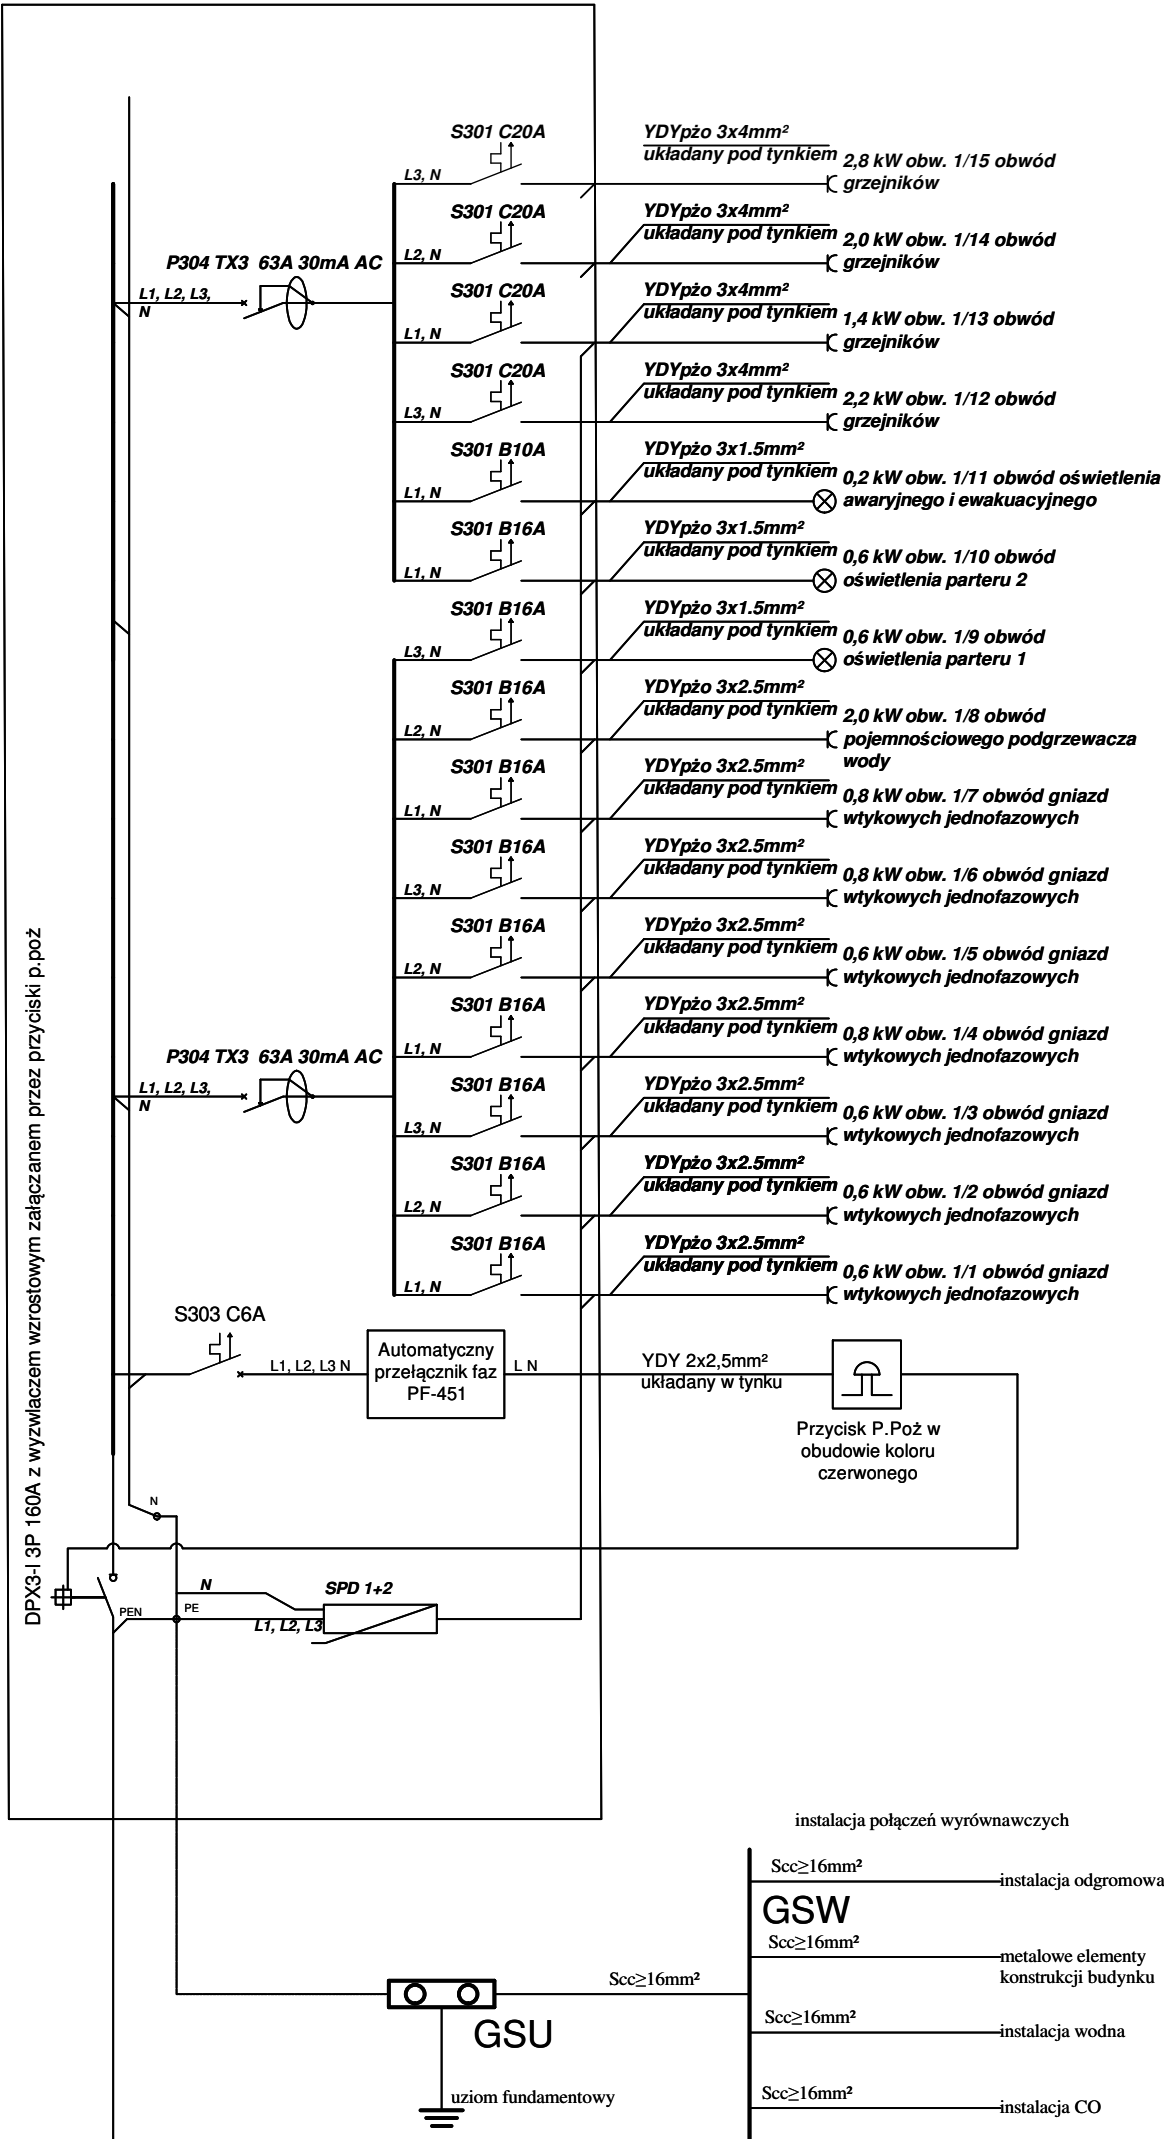 S301 C20A
YDYpżo 3x4mm²
układany pod tynkiem
2,8 kW obw. 1/15 obwód
grzejników
L3, N
S301 C20A
YDYpżo 3x4mm²
układany pod tynkiem
2,0 kW obw. 1/14 obwód
grzejników
L2, N
P304 TX3  63A 30mA AC
L1, L2, L3,
N
S301 C20A
YDYpżo 3x4mm²
układany pod tynkiem
1,4 kW obw. 1/13 obwód
grzejników
L1, N
S301 C20A
YDYpżo 3x4mm²
układany pod tynkiem
2,2 kW obw. 1/12 obwód
grzejników
L3, N
S301 B10A
YDYpżo 3x1.5mm²
układany pod tynkiem
0,2 kW obw. 1/11 obwód oświetlenia
awaryjnego i ewakuacyjnego
L1, N
S301 B16A
YDYpżo 3x1.5mm²
układany pod tynkiem
0,6 kW obw. 1/10 obwód
oświetlenia parteru 2
L1, N
S301 B16A
YDYpżo 3x1.5mm²
układany pod tynkiem
0,6 kW obw. 1/9 obwód
oświetlenia parteru 1
L3, N
S301 B16A
YDYpżo 3x2.5mm²
układany pod tynkiem
2,0 kW obw. 1/8 obwód
pojemnościowego podgrzewacza
wody
L2, N
S301 B16A
YDYpżo 3x2.5mm²
układany pod tynkiem
0,8 kW obw. 1/7 obwód gniazd
wtykowych jednofazowych
L1, N
S301 B16A
YDYpżo 3x2.5mm²
układany pod tynkiem
0,8 kW obw. 1/6 obwód gniazd
wtykowych jednofazowych
L3, N
S301 B16A
YDYpżo 3x2.5mm²
układany pod tynkiem
0,6 kW obw. 1/5 obwód gniazd
wtykowych jednofazowych
L2, N
S301 B16A
YDYpżo 3x2.5mm²
układany pod tynkiem
0,8 kW obw. 1/4 obwód gniazd
wtykowych jednofazowych
L1, N
P304 TX3  63A 30mA AC
L1, L2, L3,
N
S301 B16A
YDYpżo 3x2.5mm²
układany pod tynkiem
0,6 kW obw. 1/3 obwód gniazd
wtykowych jednofazowych
L3, N
S301 B16A
YDYpżo 3x2.5mm²
układany pod tynkiem
0,6 kW obw. 1/2 obwód gniazd
wtykowych jednofazowych
L2, N
S301 B16A
YDYpżo 3x2.5mm²
układany pod tynkiem
0,6 kW obw. 1/1 obwód gniazd
wtykowych jednofazowych
L1, N
DPX3-I 3P 160A z wyzwlaczem wzrostowym załączanem przez przyciski p.poż
S303 C6A
L1, L2, L3 N
Automatyczny
przełącznik faz
PF-451
L N
YDY 2x2,5mm²
układany w tynku
Przycisk P.Poż w
obudowie koloru
czerwonego
N
N
SPD 1+2
PEN
PE
L1, L2, L3
instalacja połączeń wyrównawczych
Scc≥16mm²
instalacja odgromowa
GSW
Scc≥16mm²
metalowe elementy
konstrukcji budynku
Scc≥16mm²
GSU
Scc≥16mm²
instalacja wodna
uziom fundamentowy
Scc≥16mm²
instalacja CO